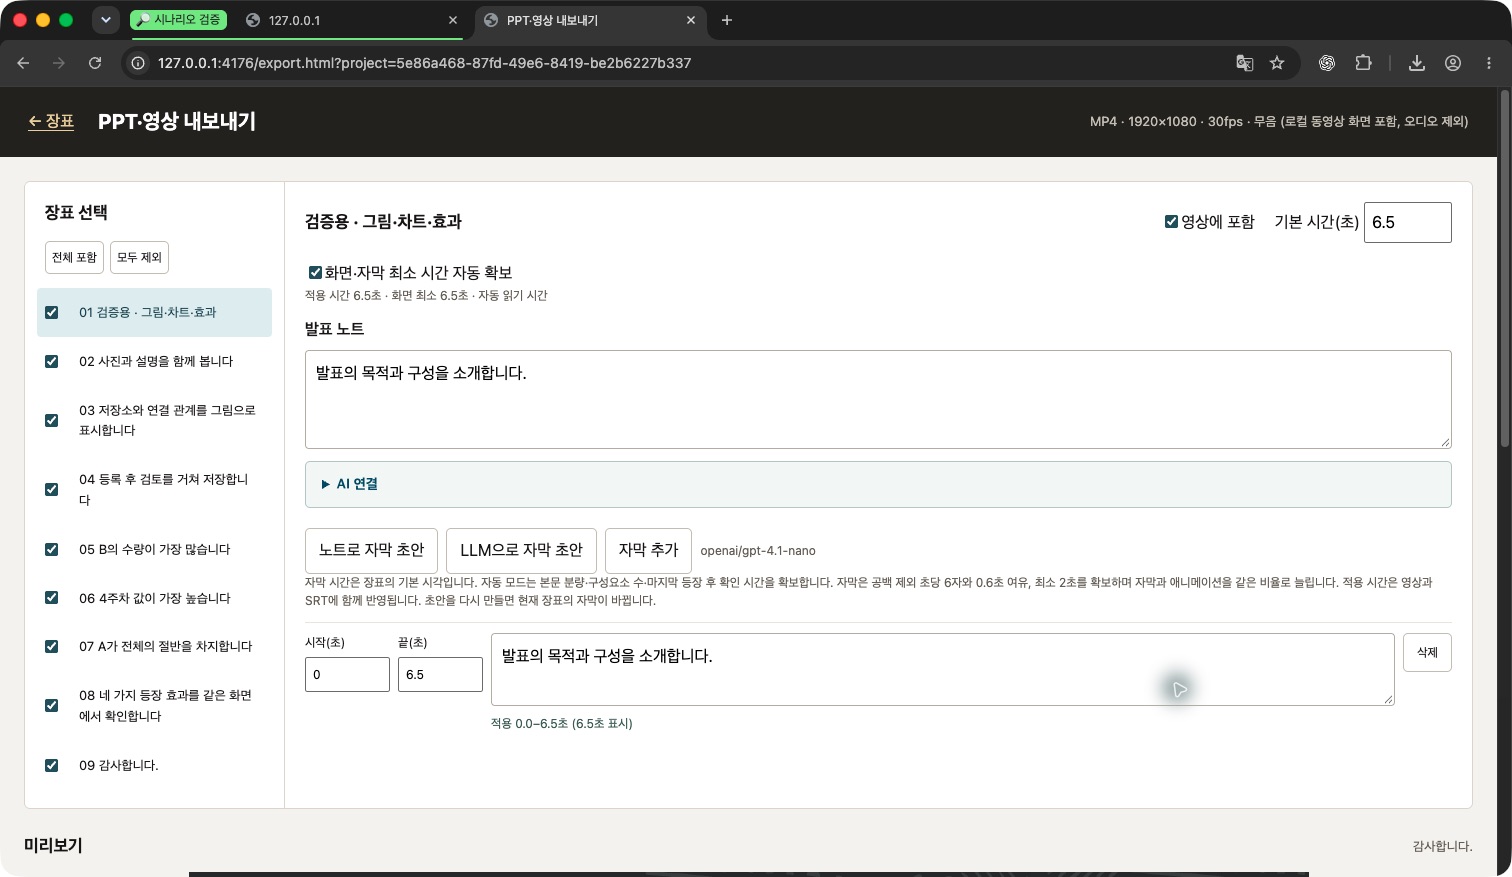 시나리오 검증
127.0.0.1
PPT·영상 내보내기
127.0.0.1:4176/export.html?project=5e86a468-87fd-49e6-8419-be2b6227b337
← 장표
PPT·영상 내보내기
MP4 · 1920×1080 · 30fps · 무음 (로컬 동영상 화면 포함, 오디오 제외)
장표 선택
전체 포함
모두 제외
01 검증용 · 그림·차트·효과
02 사진과 설명을 함께 봅니다
03 저장소와 연결 관계를 그림으로
표시합니다
04 등록 후 검토를 거쳐 저장합니
다
05 B의 수량이 가장 많습니다
06 4주차 값이 가장 높습니다
07 A가 전체의 절반을 차지합니다
08 네 가지 등장 효과를 같은 화면
에서 확인합니다
09 감사합니다.
검증용 · 그림·차트·효과
영상에 포함
기본 시간(초)
6.5
화면·자막 최소 시간 자동 확보
적용 시간 6.5초 · 화면 최소 6.5초 · 자동 읽기 시간
발표 노트
발표의 목적과 구성을 소개합니다.
▶ AI 연결
노트로 자막 초안
LLM으로 자막 초안
자막 추가
openai/gpt-4.1-nano
자막 시간은 장표의 기본 시각입니다. 자동 모드는 본문 분량·구성요소 수·마지막 등장 후 확인 시간을 확보합니다. 자막은 공백 제외 초당 6자와 0.6초 여유, 최소 2초를 확보하며 자막과 애니메이션을 같은 비율로 늘립니다. 적용 시간은 영상과
SRT에 함께 반영됩니다. 초안을 다시 만들면 현재 장표의 자막이 바뀝니다.
시작(초)
끝(초)
0
6.5
발표의 목적과 구성을 소개합니다.
삭제
적용 0.0–6.5초 (6.5초 표시)
미리보기
감사합니다.